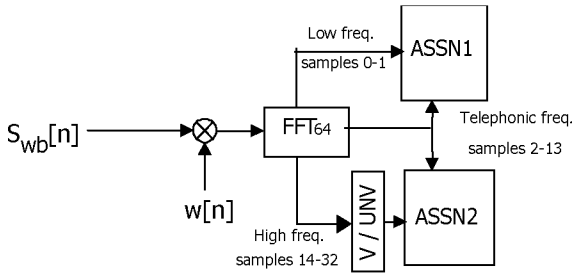 Low freq.
samples 0-1
ASSN1
Swb[n]
FFT64
Telephonic freq.
samples 2-13
w[n]
High freq.
samples 14-32
V / UNV
ASSN2